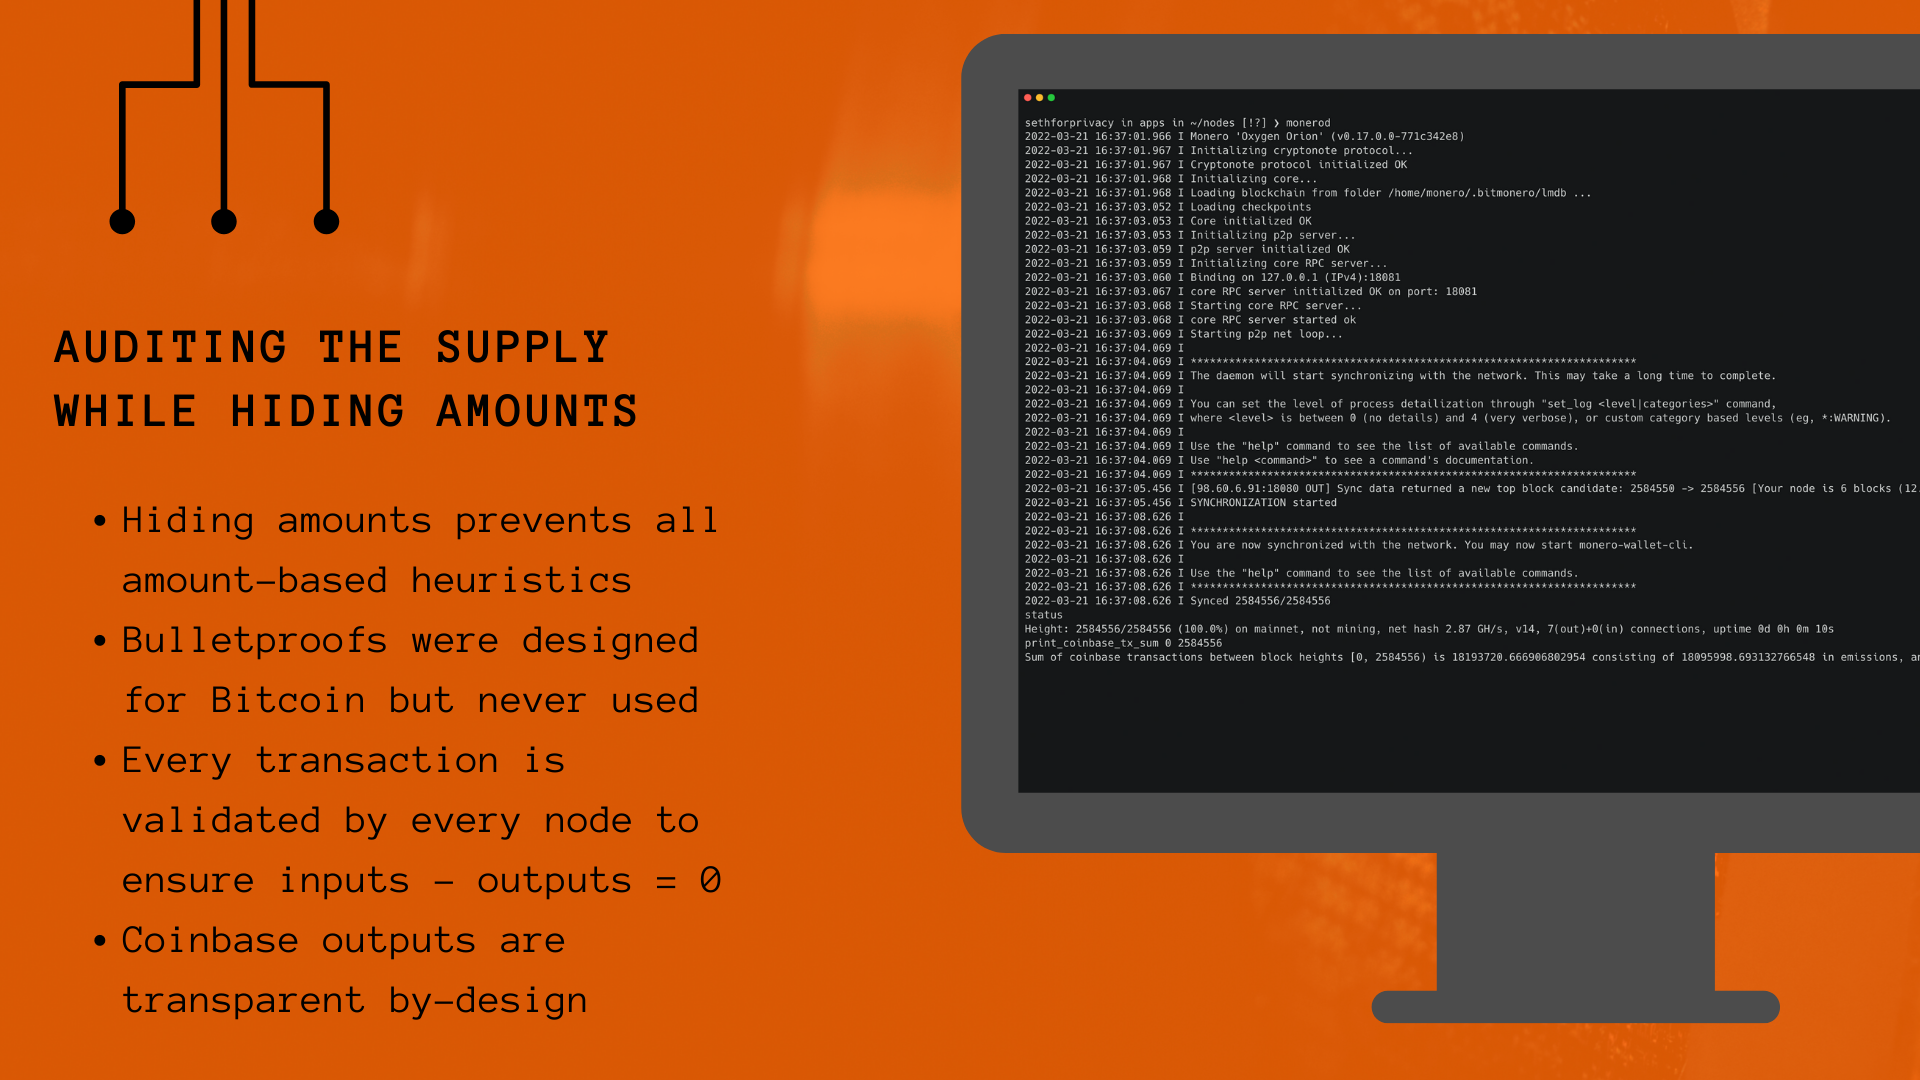 AUDITING THE SUPPLY
WHILE HIDING AMOUNTS
• Hiding amounts prevents all
amount-based heuristics
• Bulletproofs were designed
for Bitcoin but never used
• Every transaction is
validated by every node to
ensure inputs - outputs = 0
• Coinbase outputs are
transparent by-design
sethforprivacy in apps in ~/nodes [!?] ❯ monerod
2022-03-21 16:37:01.966 I Monero 'Oxygen Orion' (v0.17.0.0-771c342e8)
2022-03-21 16:37:01.967 I Initializing cryptonote protocol...
2022-03-21 16:37:01.967 I Cryptonote protocol initialized OK
2022-03-21 16:37:01.968 I Initializing core...
2022-03-21 16:37:01.968 I Loading blockchain from folder /home/monero/.bitmonero/lmdb ...
2022-03-21 16:37:03.052 I Loading checkpoints
2022-03-21 16:37:03.053 I Core initialized OK
2022-03-21 16:37:03.053 I Initializing p2p server...
2022-03-21 16:37:03.059 I p2p server initialized OK
2022-03-21 16:37:03.059 I Initializing core RPC server...
2022-03-21 16:37:03.060 I Binding on 127.0.0.1 (IPv4):18081
2022-03-21 16:37:03.067 I core RPC server initialized OK on port: 18081
2022-03-21 16:37:03.068 I Starting core RPC server...
2022-03-21 16:37:03.068 I core RPC server started ok
2022-03-21 16:37:03.069 I Starting p2p net loop...
2022-03-21 16:37:04.069 I
2022-03-21 16:37:04.069 I **********************************************************************
2022-03-21 16:37:04.069 I The daemon will start synchronizing with the network. This may take a long time to complete.
2022-03-21 16:37:04.069 I
2022-03-21 16:37:04.069 I You can set the level of process detailization through "set_log <level|categories>" command,
2022-03-21 16:37:04.069 I where <level> is between 0 (no details) and 4 (very verbose), or custom category based levels (eg, *:WARNING).
2022-03-21 16:37:04.069 I
2022-03-21 16:37:04.069 I Use the "help" command to see the list of available commands.
2022-03-21 16:37:04.069 I Use "help <command>" to see a command's documentation.
2022-03-21 16:37:04.069 I **********************************************************************
2022-03-21 16:37:05.456 I [98.60.6.91:18080 OUT] Sync data returned a new top block candidate: 2584550 -> 2584556 [Your node is 6 blocks (12.
2022-03-21 16:37:05.456 I SYNCHRONIZATION started
2022-03-21 16:37:08.626 I
2022-03-21 16:37:08.626 I **********************************************************************
2022-03-21 16:37:08.626 I You are now synchronized with the network. You may now start monero-wallet-cli.
2022-03-21 16:37:08.626 I
2022-03-21 16:37:08.626 I Use the "help" command to see the list of available commands.
2022-03-21 16:37:08.626 I **********************************************************************
2022-03-21 16:37:08.626 I Synced 2584556/2584556
status
Height: 2584556/2584556 (100.0%) on mainnet, not mining, net hash 2.87 GH/s, v14, 7(out)+0(in) connections, uptime 0d 0h 0m 10s
print_coinbase_tx_sum 0 2584556
Sum of coinbase transactions between block heights [0, 2584556) is 18193720.666906802954 consisting of 18095998.693132766548 in emissions,